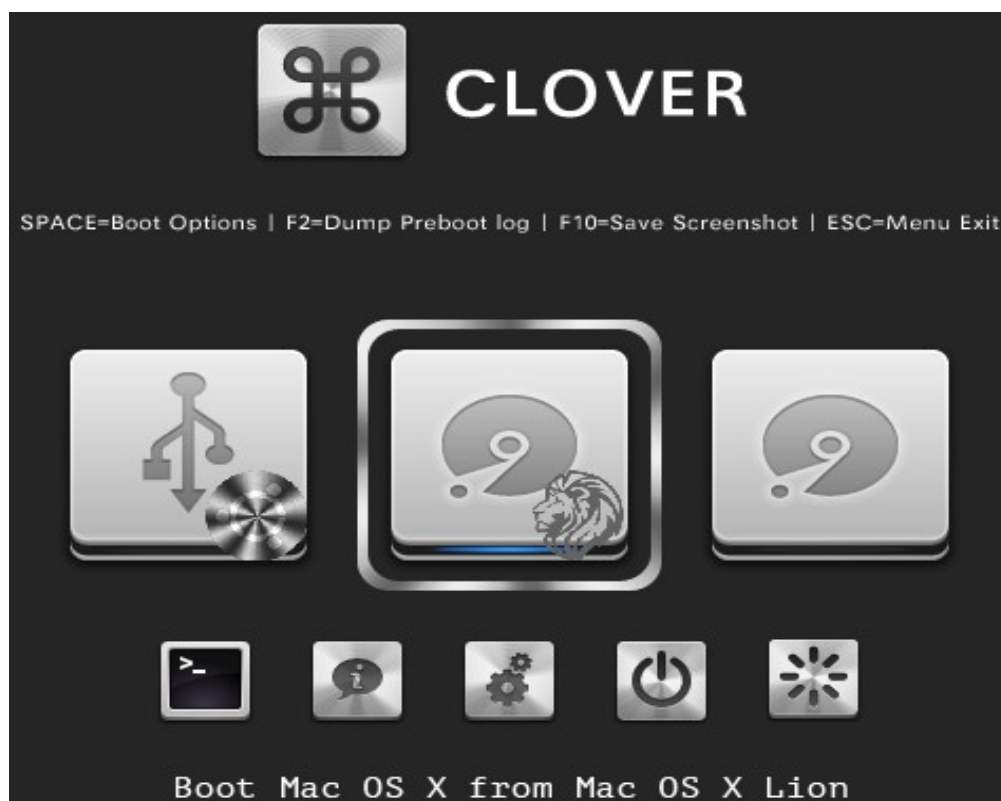 CLOVER
SPACE=Boot Options | F2=Dump Preboot log | F10=Save Screenshot | ESC=Menu Exit
>_
i
Boot Mac OS X from Mac OS X Lion